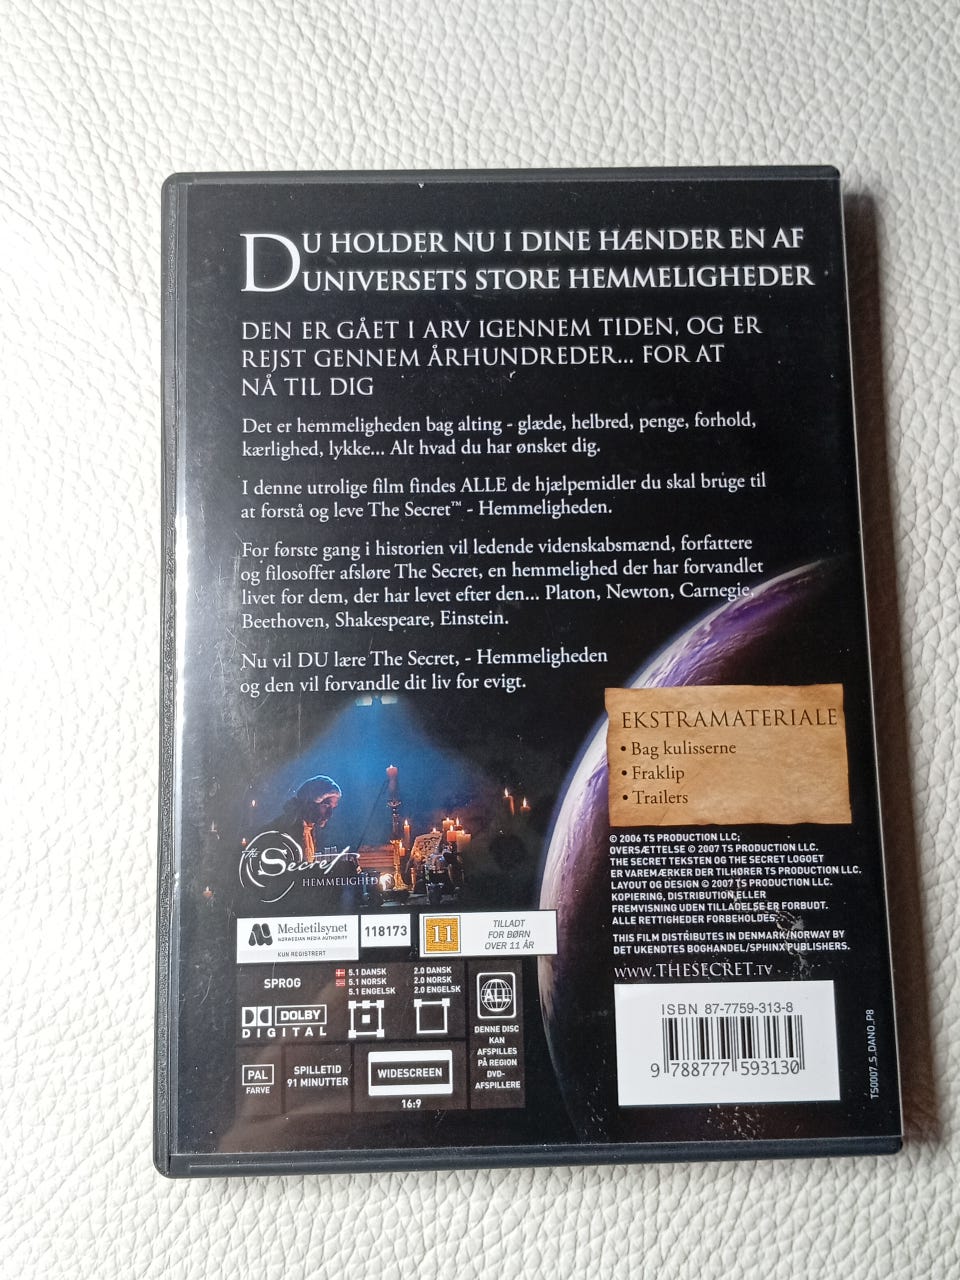 DU HOLDER NU I DINE HÆNDER EN AF
UNIVERSETS STORE HEMMELIGHEDER
DEN ER GÅET I ARV IGENNEM TIDEN, OG ER
REJST GENNEM ÅRHUNDREDER... FOR AT
NÅ TIL DIG
Det er hemmeligheden bag alting - glæde, helbred, penge, forhold,
kærlighed, lykke... Alt hvad du har ønsket dig.
I denne utrolige film findes ALLE de hjælpemidler du skal bruge til
at forstå og leve The Secret™ - Hemmeligheden.
For første gang i historien vil ledende videnskabsmænd, forfattere
og filosoffer afsløre The Secret, en hemmelighed der har forvandlet
livet for dem, der har levet efter den... Platon, Newton, Carnegie,
Beethoven, Shakespeare, Einstein.
Nu vil DU lære The Secret, - Hemmeligheden
og den vil forvandle dit liv for evigt.
EKSTRAMATERIALE
• Bag kulisserne
• Fraklip
• Trailers
The Secret
HEMMELIGHEDEN
© 2006 TS PRODUCTION LLC;
OVERSÆTTELSE © 2007 TS PRODUCTION LLC.
THE SECRET TEKSTEN OG THE SECRET LOGOET
ER VAREMÆRKER DER TILHØRER TS PRODUCTION LLC.
LAYOUT OG DESIGN © 2007 TS PRODUCTION LLC.
KOPIERING, DISTRIBUTION ELLER
FREMVISNING UDEN TILLADELSE ER FORBUDT.
ALLE RETTIGHEDER FORBEHOLDES.
THIS FILM DISTRIBUTES IN DENMARK/NORWAY BY
DET UKENDTES BOGHANDEL/SPHINX PUBLISHERS.
WWW.THESECRET.TV
Medietilsynet
NORWEGIAN MEDIA AUTHORITY
KUN REGISTRERT
118173
11
TILLADT
FOR BØRN
OVER 11 ÅR
SPROG
5.1 DANSK
5.1 NORSK
5.1 ENGELSK
2.0 DANSK
2.0 NORSK
2.0 ENGELSK
DOLBY
DIGITAL
ALL
DENNE DISC
KAN
AFSPILLES
PÅ REGION
DVD-
AFSPILLERE
PAL
FARVE
SPILLETID
91 MINUTTER
WIDESCREEN
16:9
ISBN 87-7759-313-8
9 788777 593130
TS0007_S_DANO_P8